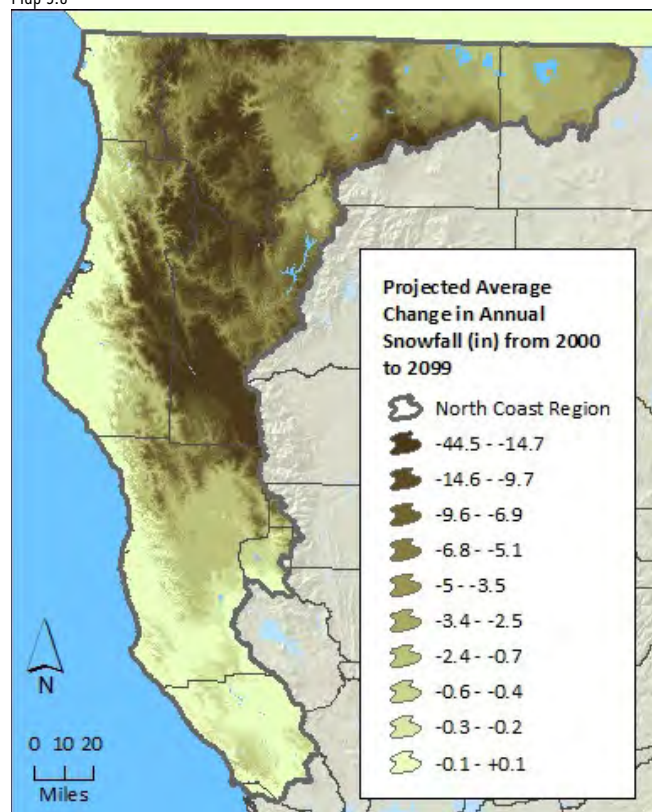 Projected Average
Change in Annual
Snowfall (in) from 2000
to 2099
North Coast Region
-44.5 - -14.7
-14.6 - -9.7
-9.6 - -6.9
-6.8 - -5.1
-5 - -3.5
-3.4 - -2.5
-2.4 - -0.7
-0.6 - -0.4
-0.3 - -0.2
-0.1 - +0.1
N
0 10 20
Miles